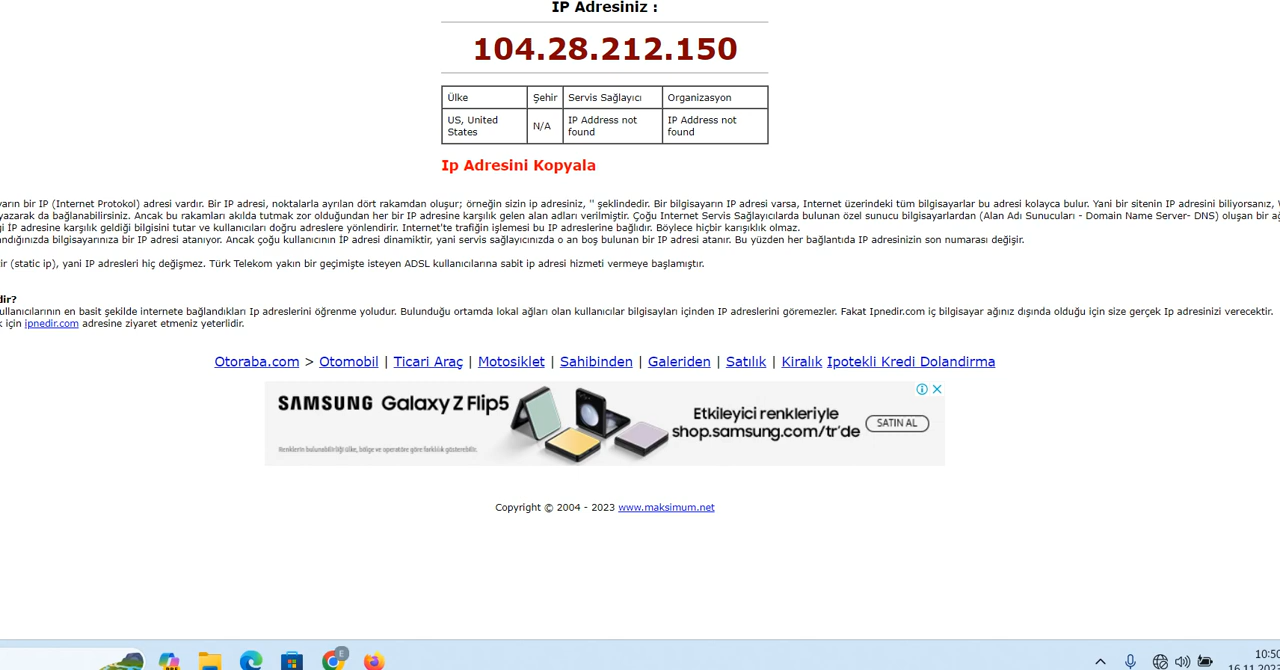 IP Adresiniz :
104.28.212.150
Ülke Şehir Servis Sağlayıcı Organizasyon
US, United States N/A IP Address not found IP Address not found
Ip Adresini Kopyala
bir IP (Internet Protokol) adresi vardır. Bir IP adresi, noktalarla ayrılan dört rakamdan oluşur; örneğin sizin ip adresiniz, '' şeklindedir. Bir bilgisayarın IP adresi varsa, Internet üzerindeki tüm bilgisayarlar bu adresi kolayca bulur. Yani bir sitenin IP adresini biliyorsanız,
yazarak da bağlanabilirsiniz. Ancak bu rakamları akılda tutmak zor olduğundan her bir IP adresine karşılık gelen alan adları verilmiştir. Çoğu Internet Servis Sağlayıcılarda bulunan özel sunucu bilgisayarlardan (Alan Adı Sunucuları - Domain Name Server- DNS) oluşan bir
IP adresine karşılık geldiği bilgisini tutar ve kullanıcıları doğru adreslere yönlendirir. Internet'te trafiğin işlemesi bu IP adreslerine bağlıdır. Böylece hiçbir karışıklık olmaz.
bilgisayarınıza bir IP adresi atanıyor. Ancak çoğu kullanıcının IP adresi dinamiktir, yani servis sağlayıcınızda o an boş bulunan bir IP adresi atanır. Bu yüzden her bağlantıda IP adresinizin son numarası değişir.
(static ip), yani IP adresleri hiç değişmez. Türk Telekom yakın bir geçimişte isteyen ADSL kullanıcılarına sabit ip adresi hizmeti vermeye başlamıştır.
dir?
ullanıcılarının en basit şekilde internete bağlandıkları Ip adreslerini öğrenme yoludur. Bulunduğu ortamda lokal ağları olan kullanıcılar bilgisayları içinden IP adreslerini göremezler. Fakat Ipnedir.com iç bilgisayar ağınız dışında olduğu için size gerçek Ip adresinizi verecektir.
için ipnedir.com adresine ziyaret etmeniz yeterlidir.
Otoraba.com > Otomobil | Ticari Araç | Motosiklet | Sahibinden | Galeriden | Satılık | Kiralık Ipotekli Kredi Dolandirma
SAMSUNG Galaxy Z Flip5
Etkileyici renkleriyle
shop.samsung.com/tr'de
SATIN AL
Renklerin bulunabilirliği ülke, bölge ve operatöre göre farklılık gösterebilir.
Copyright © 2004 - 2023 www.maksimum.net
E
10:50